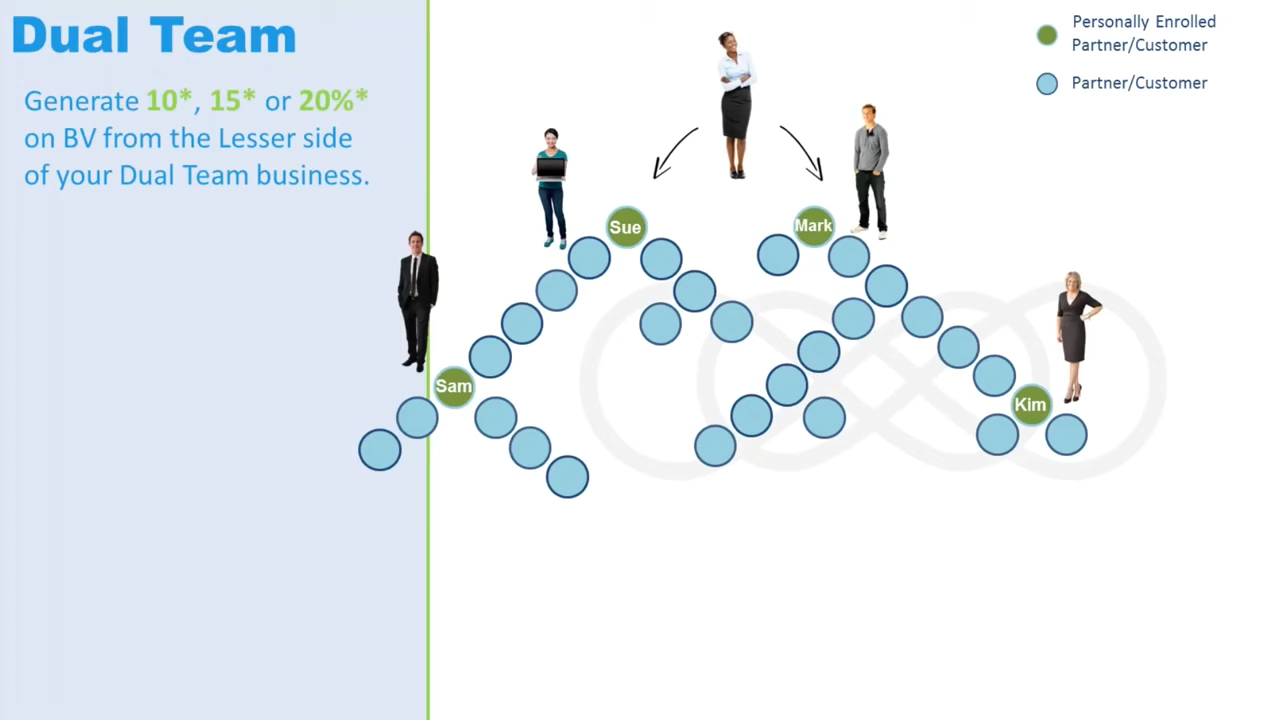 Dual Team
Generate 10*, 15* or 20%*
on BV from the Lesser side
of your Dual Team business.
Personally Enrolled
Partner/Customer
Partner/Customer
Sue
Mark
Sam
Kim